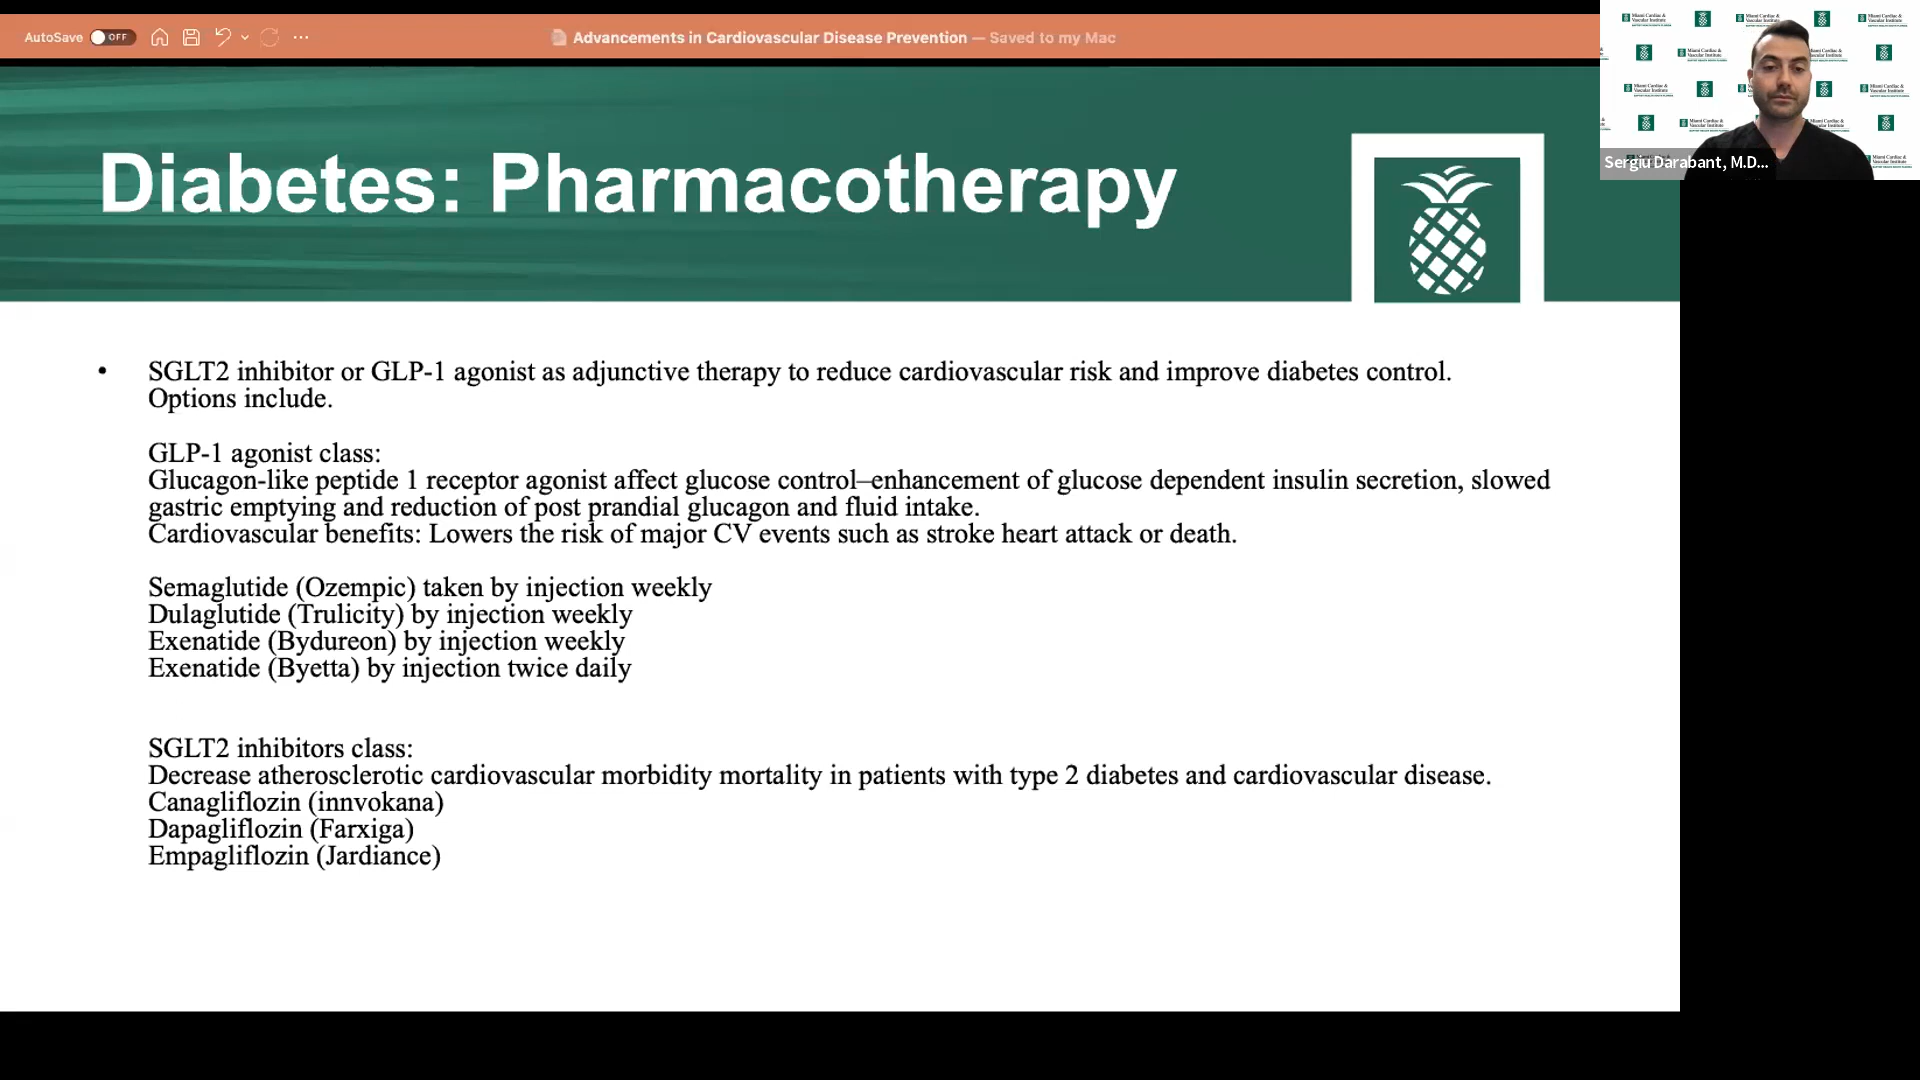 AutoSave OFF
Advancements in Cardiovascular Disease Prevention — Saved to my Mac
Miami Cardiac & Vascular Institute
Sergiu Darabant, M.D...
Diabetes: Pharmacotherapy
• SGLT2 inhibitor or GLP-1 agonist as adjunctive therapy to reduce cardiovascular risk and improve diabetes control.
Options include.
GLP-1 agonist class:
Glucagon-like peptide 1 receptor agonist affect glucose control–enhancement of glucose dependent insulin secretion, slowed
gastric emptying and reduction of post prandial glucagon and fluid intake.
Cardiovascular benefits: Lowers the risk of major CV events such as stroke heart attack or death.
Semaglutide (Ozempic) taken by injection weekly
Dulaglutide (Trulicity) by injection weekly
Exenatide (Bydureon) by injection weekly
Exenatide (Byetta) by injection twice daily
SGLT2 inhibitors class:
Decrease atherosclerotic cardiovascular morbidity mortality in patients with type 2 diabetes and cardiovascular disease.
Canagliflozin (innvokana)
Dapagliflozin (Farxiga)
Empagliflozin (Jardiance)